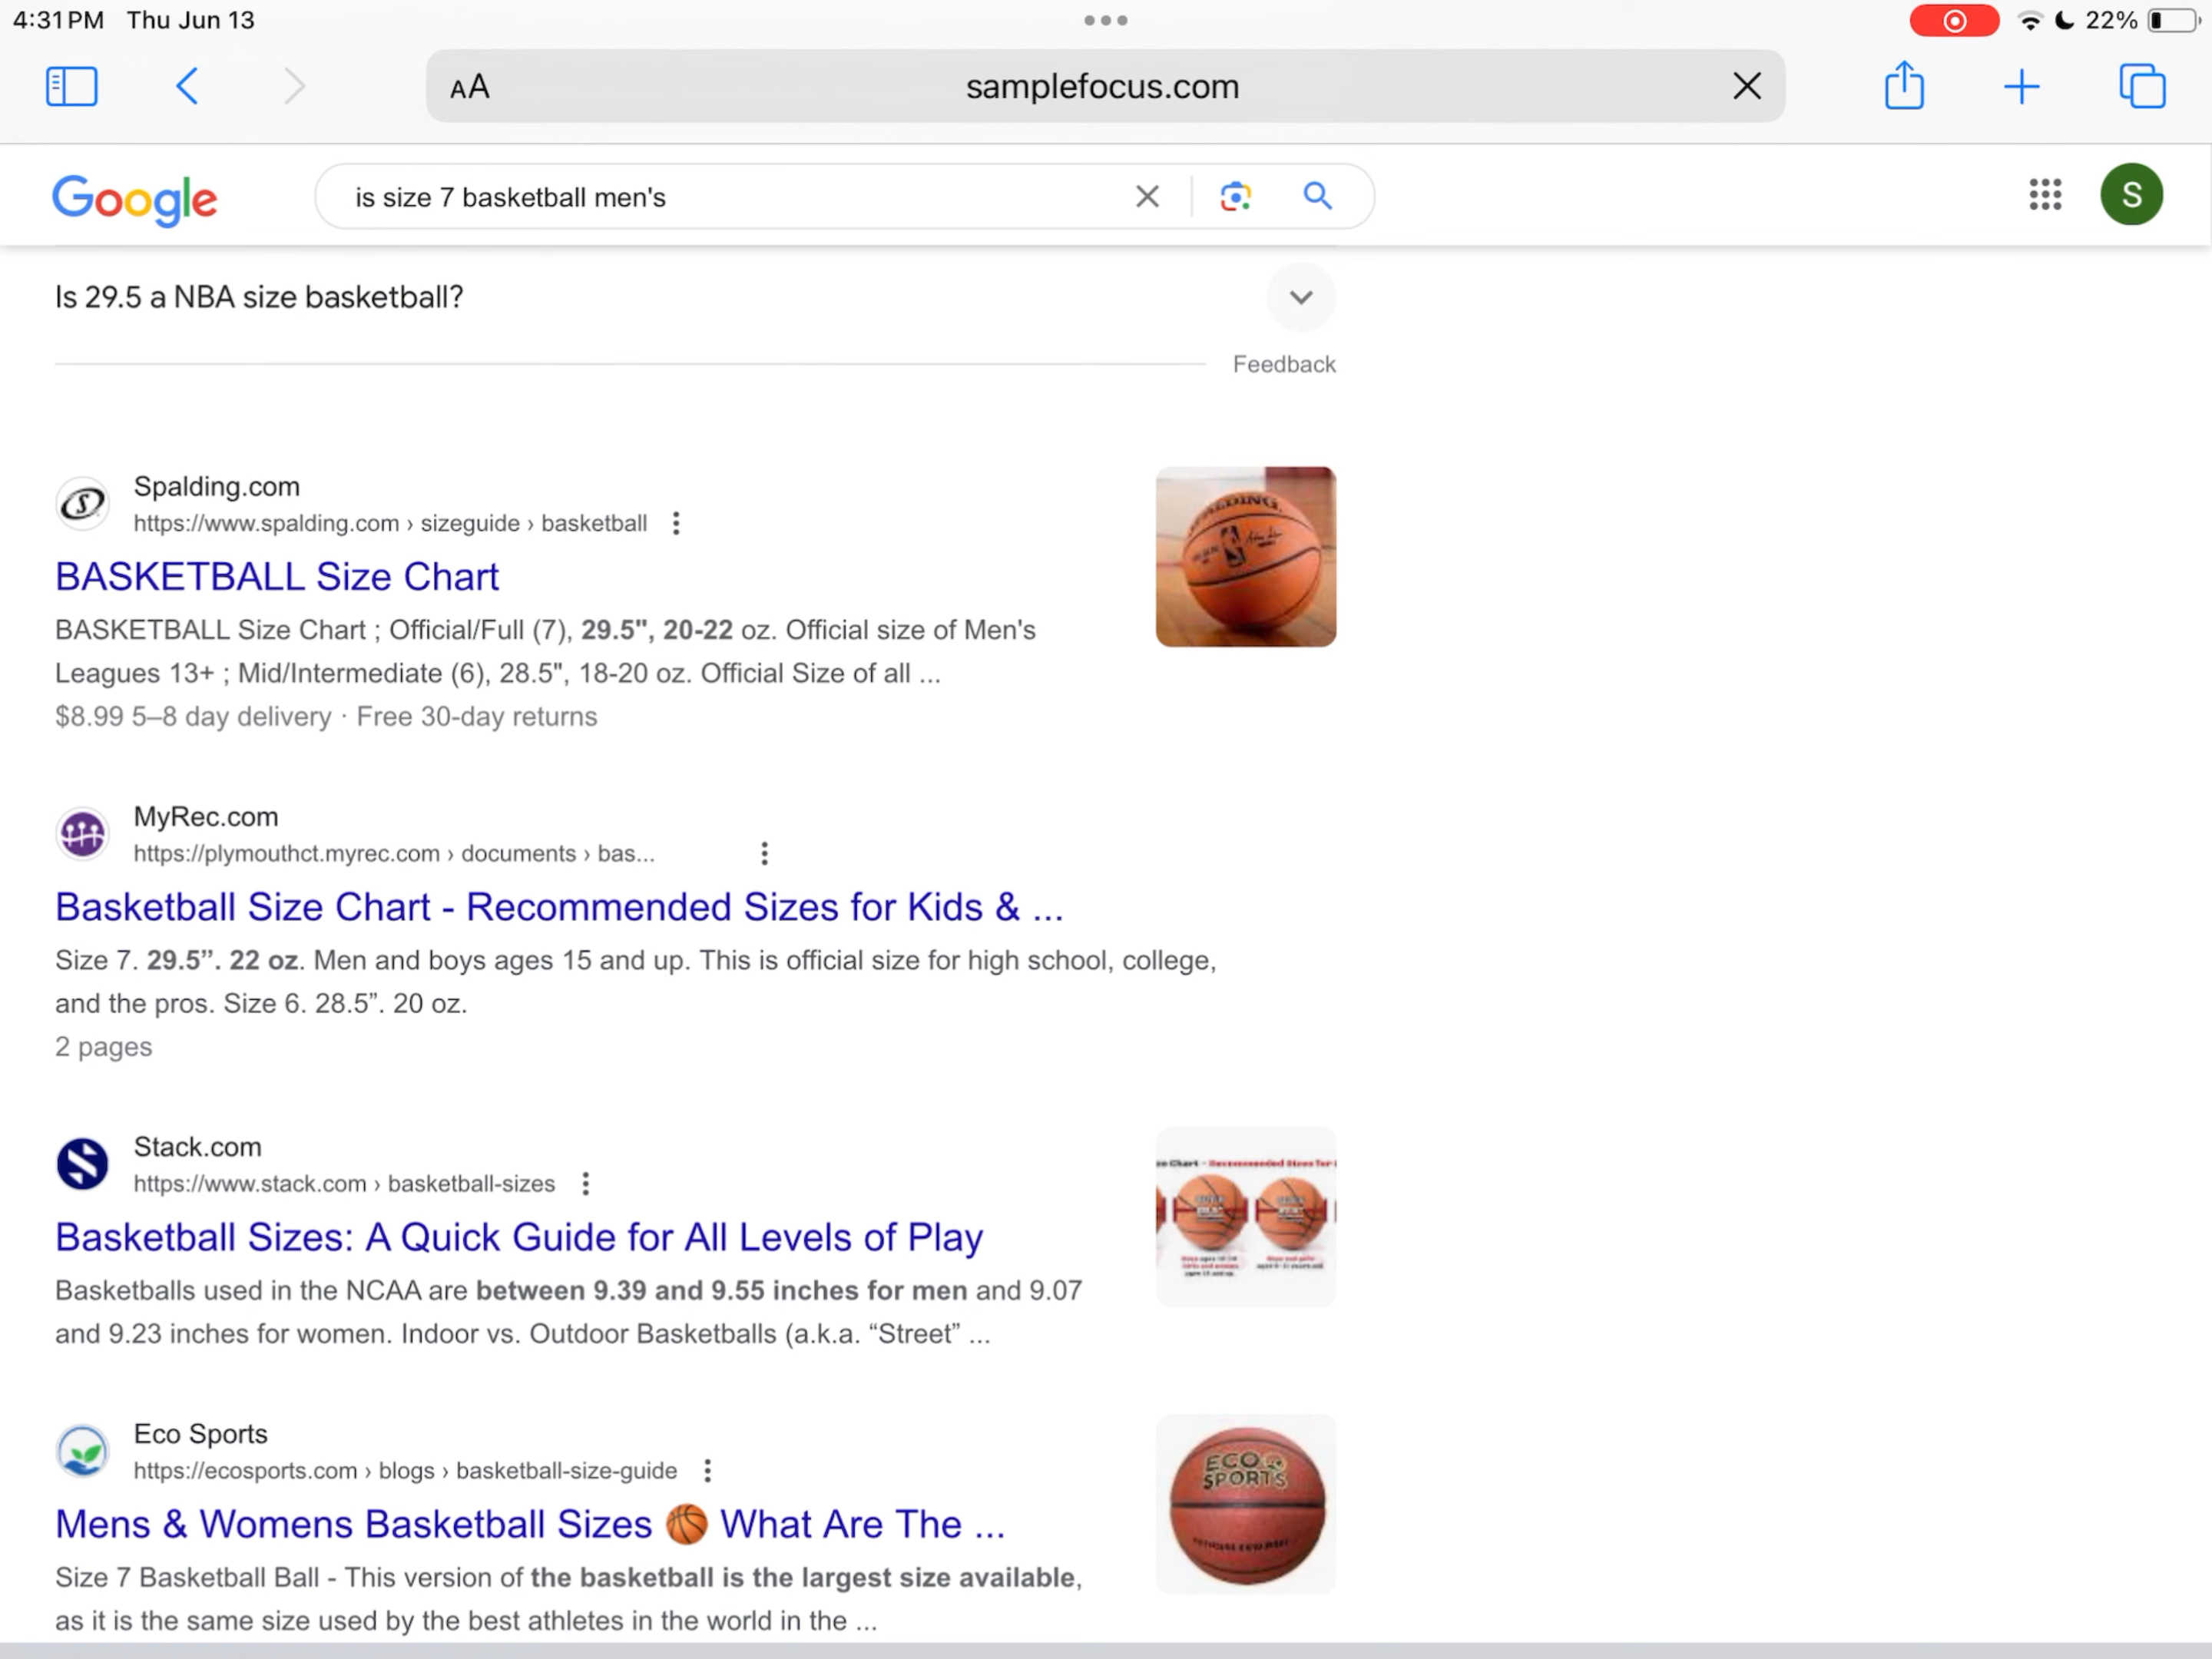 4:31 PM Thu Jun 13
22%
AA
samplefocus.com
Google
is size 7 basketball men's
S
Is 29.5 a NBA size basketball?
Feedback
Spalding.com
https://www.spalding.com › sizeguide › basketball
BASKETBALL Size Chart
BASKETBALL Size Chart ; Official/Full (7), 29.5", 20-22 oz. Official size of Men's
Leagues 13+ ; Mid/Intermediate (6), 28.5", 18-20 oz. Official Size of all ...
$8.99 5–8 day delivery · Free 30-day returns
SPALDING
MyRec.com
https://plymouthct.myrec.com › documents › bas...
Basketball Size Chart - Recommended Sizes for Kids & ...
Size 7. 29.5”. 22 oz. Men and boys ages 15 and up. This is official size for high school, college,
and the pros. Size 6. 28.5”. 20 oz.
2 pages
Stack.com
https://www.stack.com › basketball-sizes
Basketball Sizes: A Quick Guide for All Levels of Play
Basketballs used in the NCAA are between 9.39 and 9.55 inches for men and 9.07
and 9.23 inches for women. Indoor vs. Outdoor Basketballs (a.k.a. “Street” ...
Chart - Recommended Sizes for
Eco Sports
https://ecosports.com › blogs › basketball-size-guide
Mens & Womens Basketball Sizes 🏀 What Are The ...
Size 7 Basketball Ball - This version of the basketball is the largest size available,
as it is the same size used by the best athletes in the world in the ...
ECO
SPORTS